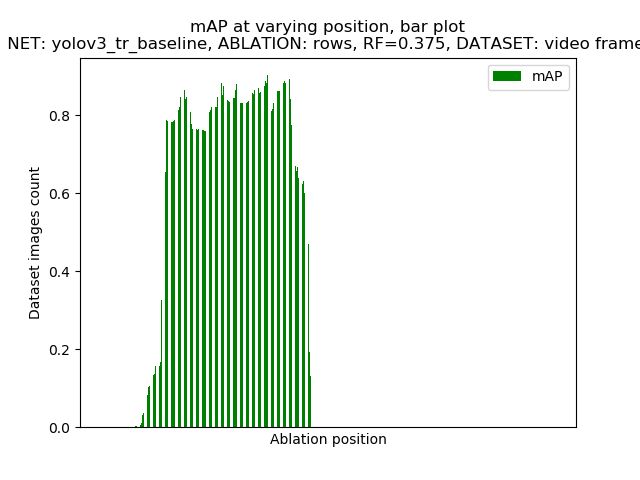 mAP at varying position, bar plot
NET: yolov3_tr_baseline, ABLATION: rows, RF=0.375, DATASET: video frame
mAP
0.8
0.6
0.4
0.2
0.0
Dataset images count
Ablation position